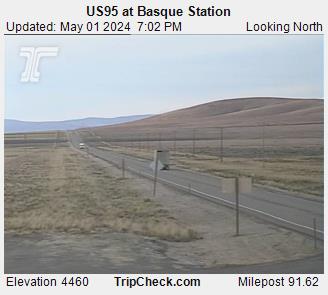 US95 at Basque Station
Updated: May 01 2024 7:02 PM Looking North
Elevation 4460 TripCheck.com Milepost 91.62